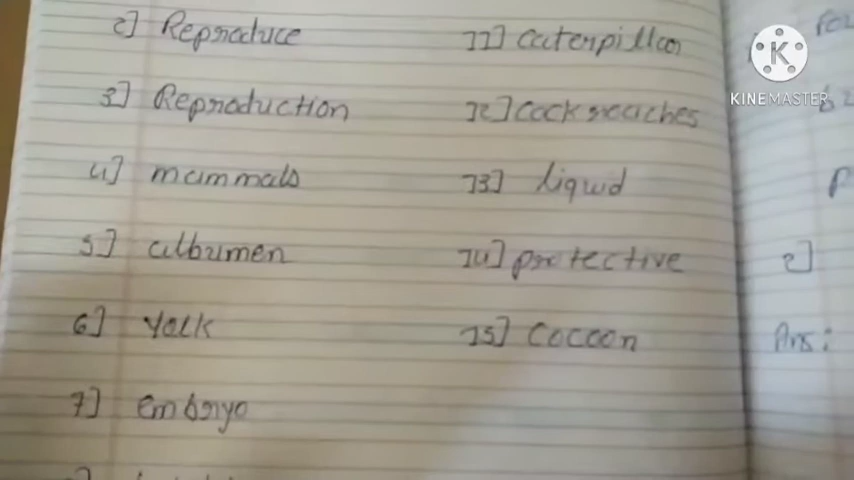 2] Reproduce
3] Reproduction
4] mammals
5] albumen
6] Yolk
7] embryo
11] caterpillar
12] cockroaches
13] liquid
14] protective
15] Cocoon
2]
Ans:
KINEMASTER